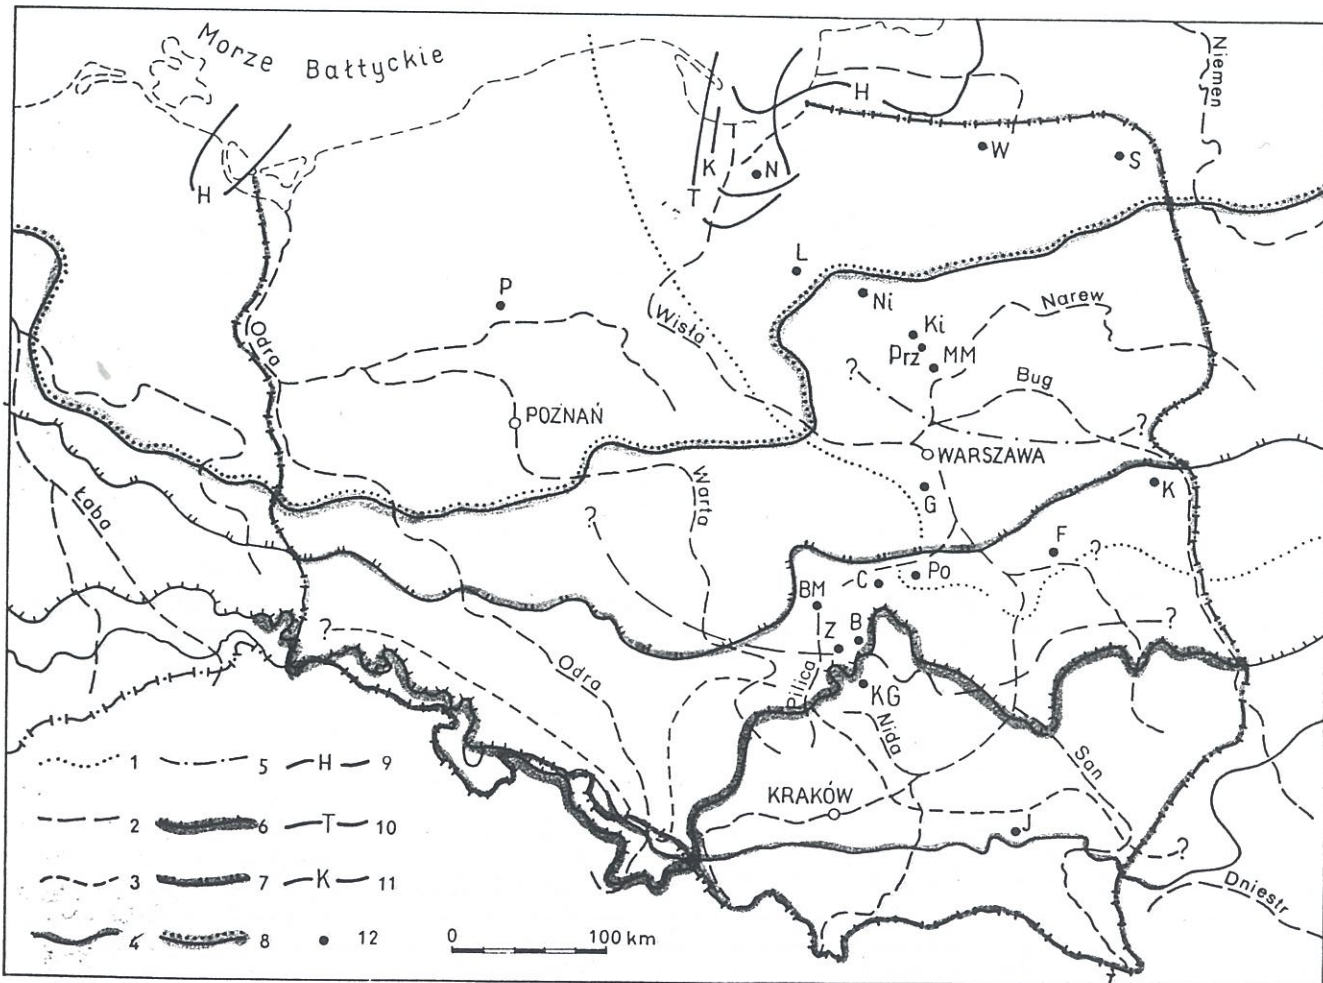 Morze Bałtyckie
Niemen
H
W
S
K
N
T
H
L
P
Ni
Narew
Wisła
Ki
Prz
MM
Odra
?
Bug
POZNAŃ
?
WARSZAWA
K
Łaba
Warta
G
?
F
?
Po
C
BM
?
B
?
Z
Odra
Pilica
KG
Nida
San
1
5
H 9
KRAKÓW
2
6
T 10
J
?
3
7
K 11
Dniestr
4
8
12
0 100 km